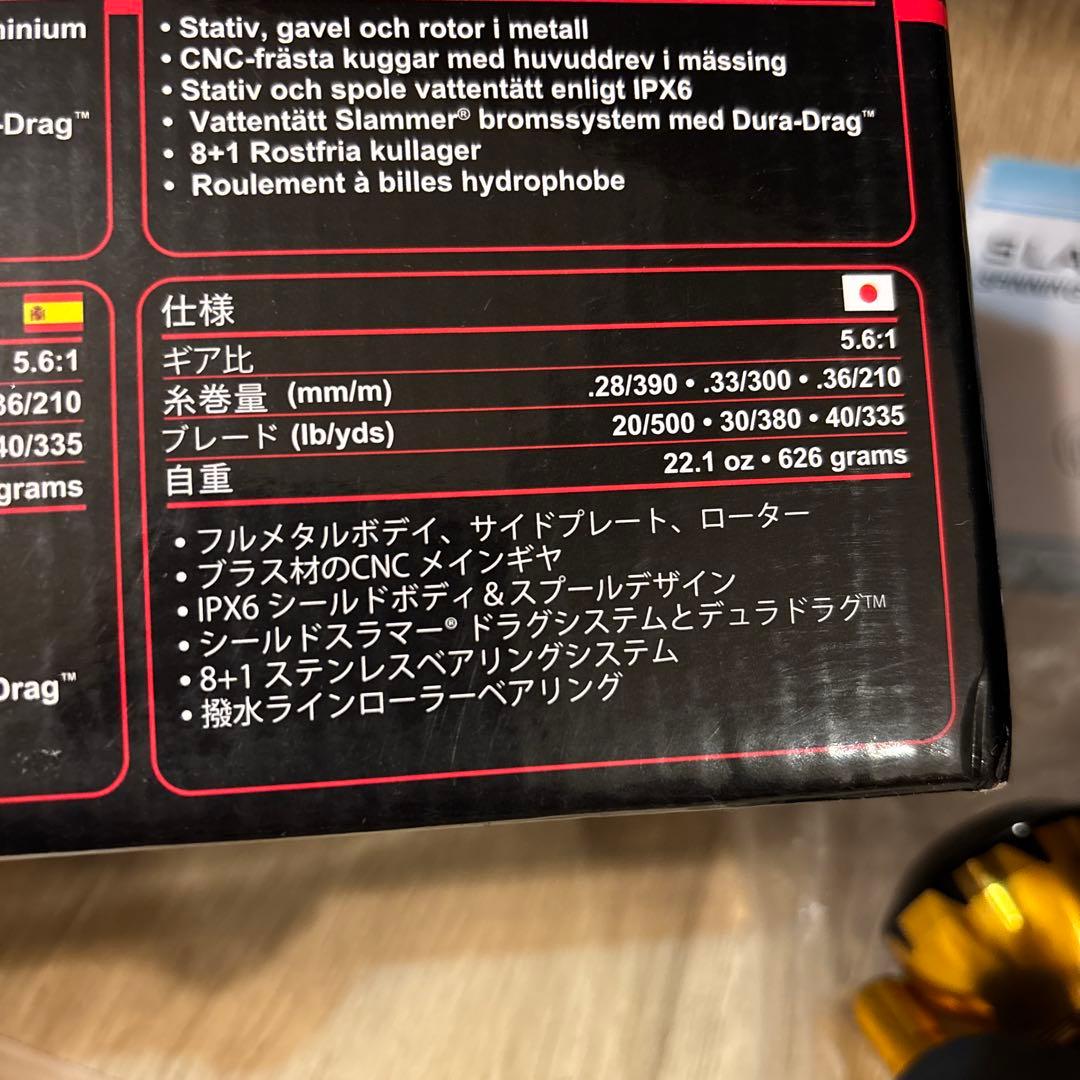 inium
-Drag™
• Stativ, gavel och rotor i metall
• CNC-frästa kuggar med huvuddrev i mässing
• Stativ och spole vattentätt enligt IPX6
• Vattentätt Slammer® bromssystem med Dura-Drag™
• 8+1 Rostfria kullager
• Roulement à billes hydrophobe
5.6:1
36/210
40/335
grams
Drag™
仕様
ギア比 5.6:1
糸巻量 (mm/m) .28/390 • .33/300 • .36/210
ブレード (lb/yds) 20/500 • 30/380 • 40/335
自重 22.1 oz • 626 grams
• フルメタルボデイ、サイドプレート、ローター
• ブラス材のCNC メインギヤ
• IPX6 シールドボディ & スプールデザイン
• シールドスラマー® ドラグシステムとデュラドラグ™
• 8+1 ステンレスベアリングシステム
• 撥水ラインローラーベアリング
SLA